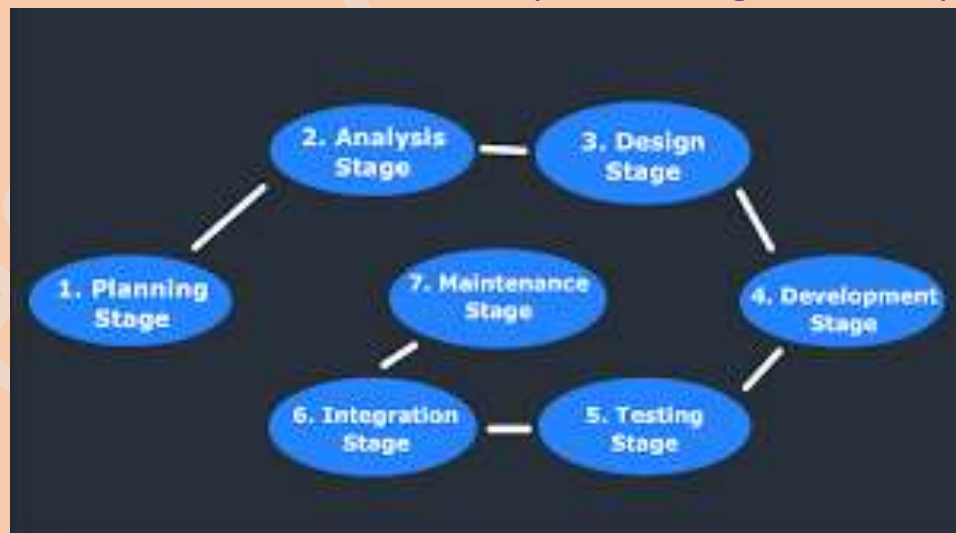 1. Planning
Stage
2. Analysis
Stage
3. Design
Stage
4. Development
Stage
5. Testing
Stage
6. Integration
Stage
7. Maintenance
Stage